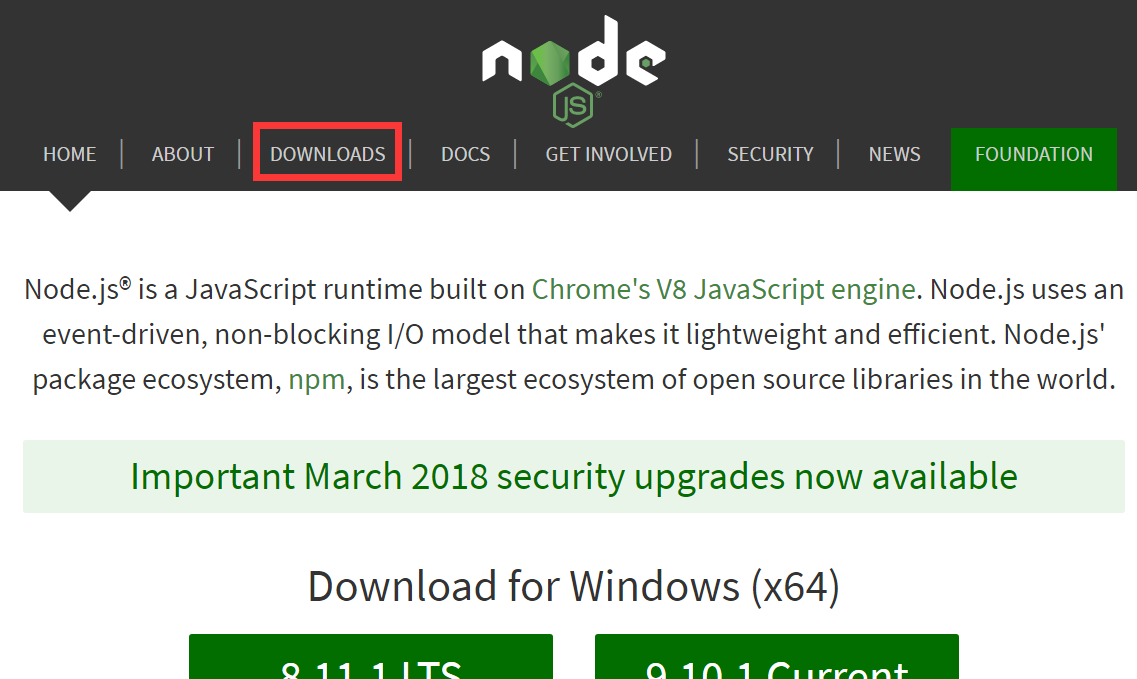 node
JS®
HOME
ABOUT
DOWNLOADS
DOCS
GET INVOLVED
SECURITY
NEWS
FOUNDATION
Node.js® is a JavaScript runtime built on Chrome's V8 JavaScript engine. Node.js uses an
event-driven, non-blocking I/O model that makes it lightweight and efficient. Node.js'
package ecosystem, npm, is the largest ecosystem of open source libraries in the world.
Important March 2018 security upgrades now available
Download for Windows (x64)
8.11.1 LTS
9.10.1 Current